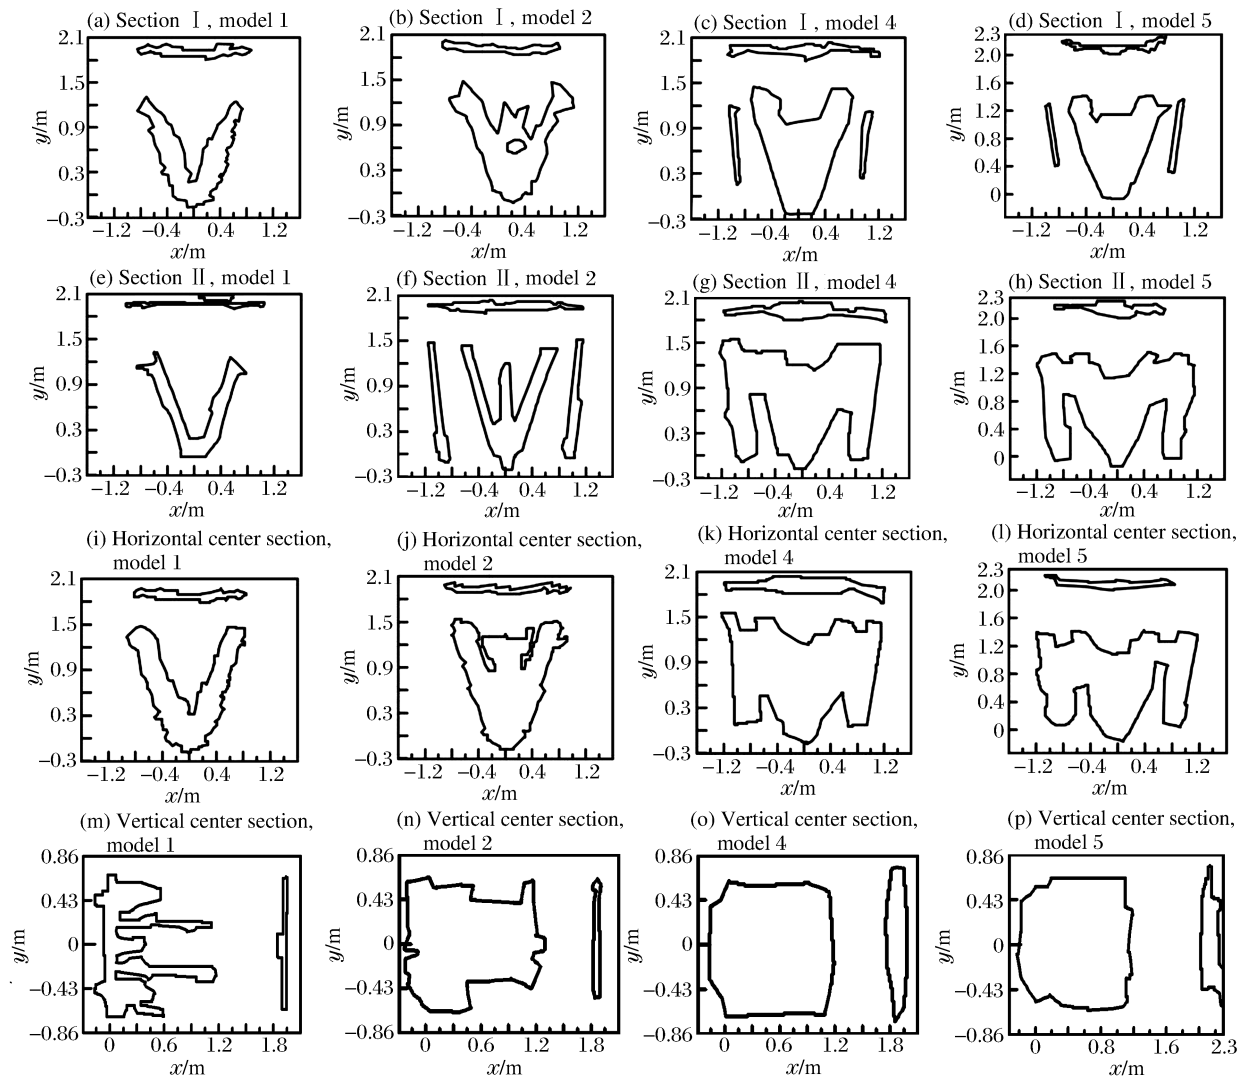 (a) Section Ⅰ, model 1
(b) Section Ⅰ, model 2
(c) Section Ⅰ, model 4
(d) Section Ⅰ, model 5
2.1
1.5
0.9
0.3
−0.3
y/m
−1.2 −0.4 0.4 1.2
x/m
2.1
1.5
0.9
0.3
−0.3
y/m
−1.2 −0.4 0.4 1.2
x/m
2.1
1.5
0.9
0.3
−0.3
y/m
−1.2 −0.4 0.4 1.2
x/m
2.3
2.0
1.6
1.2
0.8
0.4
0
y/m
−1.2 −0.4 0.4 1.2
x/m
(e) Section Ⅱ, model 1
(f) Section Ⅱ, model 2
(g) Section Ⅱ, model 4
(h) Section Ⅱ, model 5
2.1
1.5
0.9
0.3
−0.3
y/m
−1.2 −0.4 0.4 1.2
x/m
2.1
1.5
0.9
0.3
−0.3
y/m
−1.2 −0.4 0.4 1.2
x/m
2.1
1.5
0.9
0.3
−0.3
y/m
−1.2 −0.4 0.4 1.2
x/m
2.3
2.0
1.6
1.2
0.8
0.4
0
y/m
−1.2 −0.4 0.4 1.2
x/m
(i) Horizontal center section,
model 1
(j) Horizontal center section,
model 2
(k) Horizontal center section,
model 4
(l) Horizontal center section,
model 5
2.1
1.5
0.9
0.3
−0.3
y/m
−1.2 −0.4 0.4 1.2
x/m
2.1
1.5
0.9
0.3
−0.3
y/m
−1.2 −0.4 0.4 1.2
x/m
2.1
1.5
0.9
0.3
−0.3
y/m
−1.2 −0.4 0.4 1.2
x/m
2.3
2.0
1.6
1.2
0.8
0.4
0
y/m
−1.2 −0.4 0.4 1.2
x/m
(m) Vertical center section,
model 1
(n) Vertical center section,
model 2
(o) Vertical center section,
model 4
(p) Vertical center section,
model 5
0.86
0.43
0
−0.43
−0.86
y/m
0 0.6 1.2 1.8
x/m
0.86
0.43
0
−0.43
−0.86
y/m
0 0.6 1.2 1.8
x/m
0.86
0.43
0
−0.43
−0.86
y/m
0 0.6 1.2 1.8
x/m
0.86
0.43
0
−0.43
−0.86
y/m
0 0.8 1.6 2.3
x/m